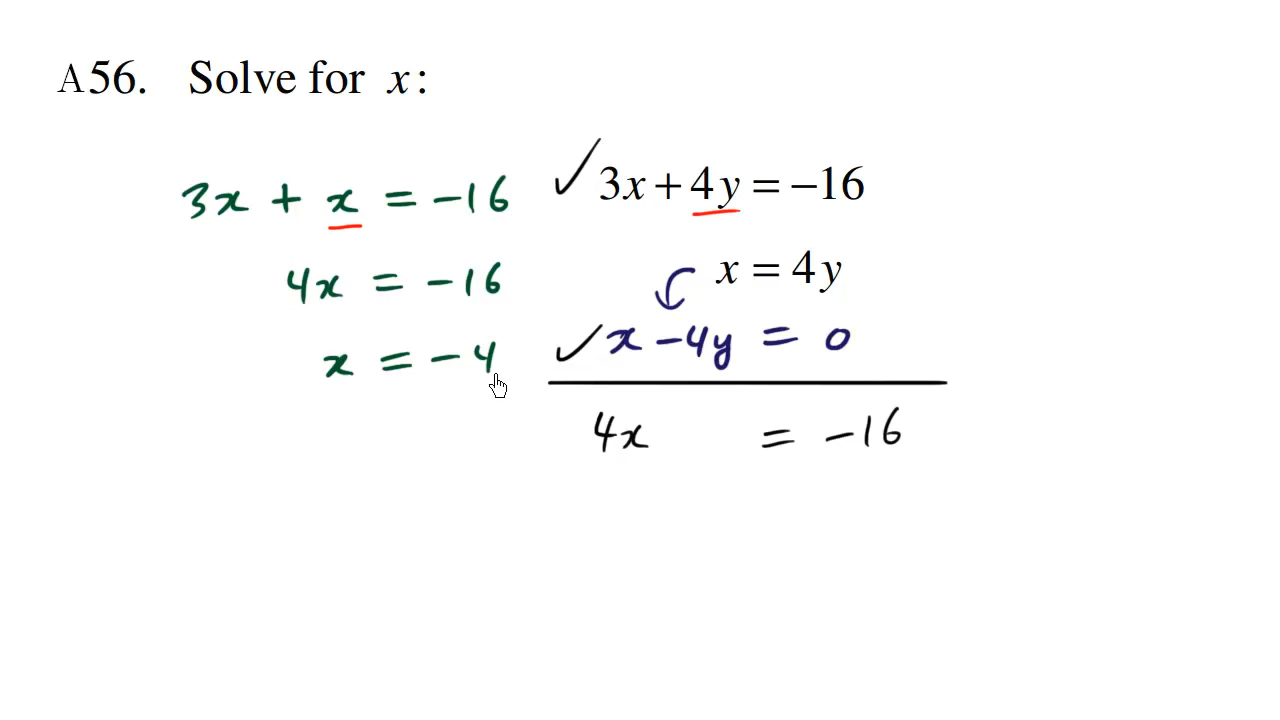 A56. Solve for x:
3x + x = -16
4x = -16
x = -4
✓ 3x + 4y = −16
x = 4y
✓ x - 4y = 0
4x = -16